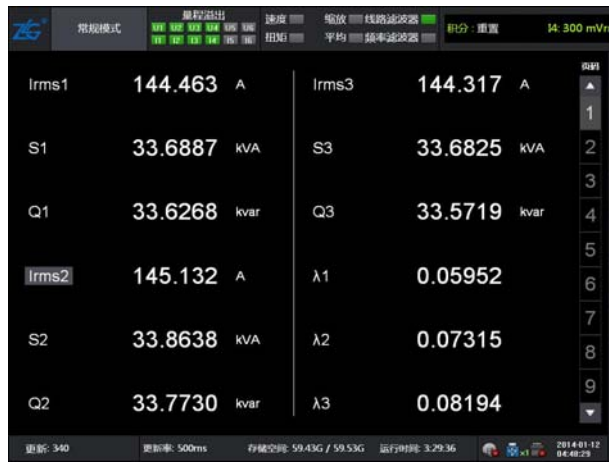 ZLG
常规模式
量程溢出
U1 U2 U3 U4 U5 U6
I1 I2 I3 I4 I5 I6
速度
扭矩
缩放 线路滤波器
平均 频率滤波器
积分: 重置
I4: 300 mVr
页码
Irms1 144.463 A
Irms3 144.317 A
1
S1 33.6887 kVA
S3 33.6825 kVA
2
3
Q1 33.6268 kvar
Q3 33.5719 kvar
4
5
Irms2 145.132 A
λ1 0.05952
6
7
S2 33.8638 kVA
λ2 0.07315
8
9
Q2 33.7730 kvar
λ3 0.08194
更新: 340
更新率: 500ms
存储空间: 59.43G / 59.53G
运行时间: 3:29:36
x1
2014-01-12
04:48:29